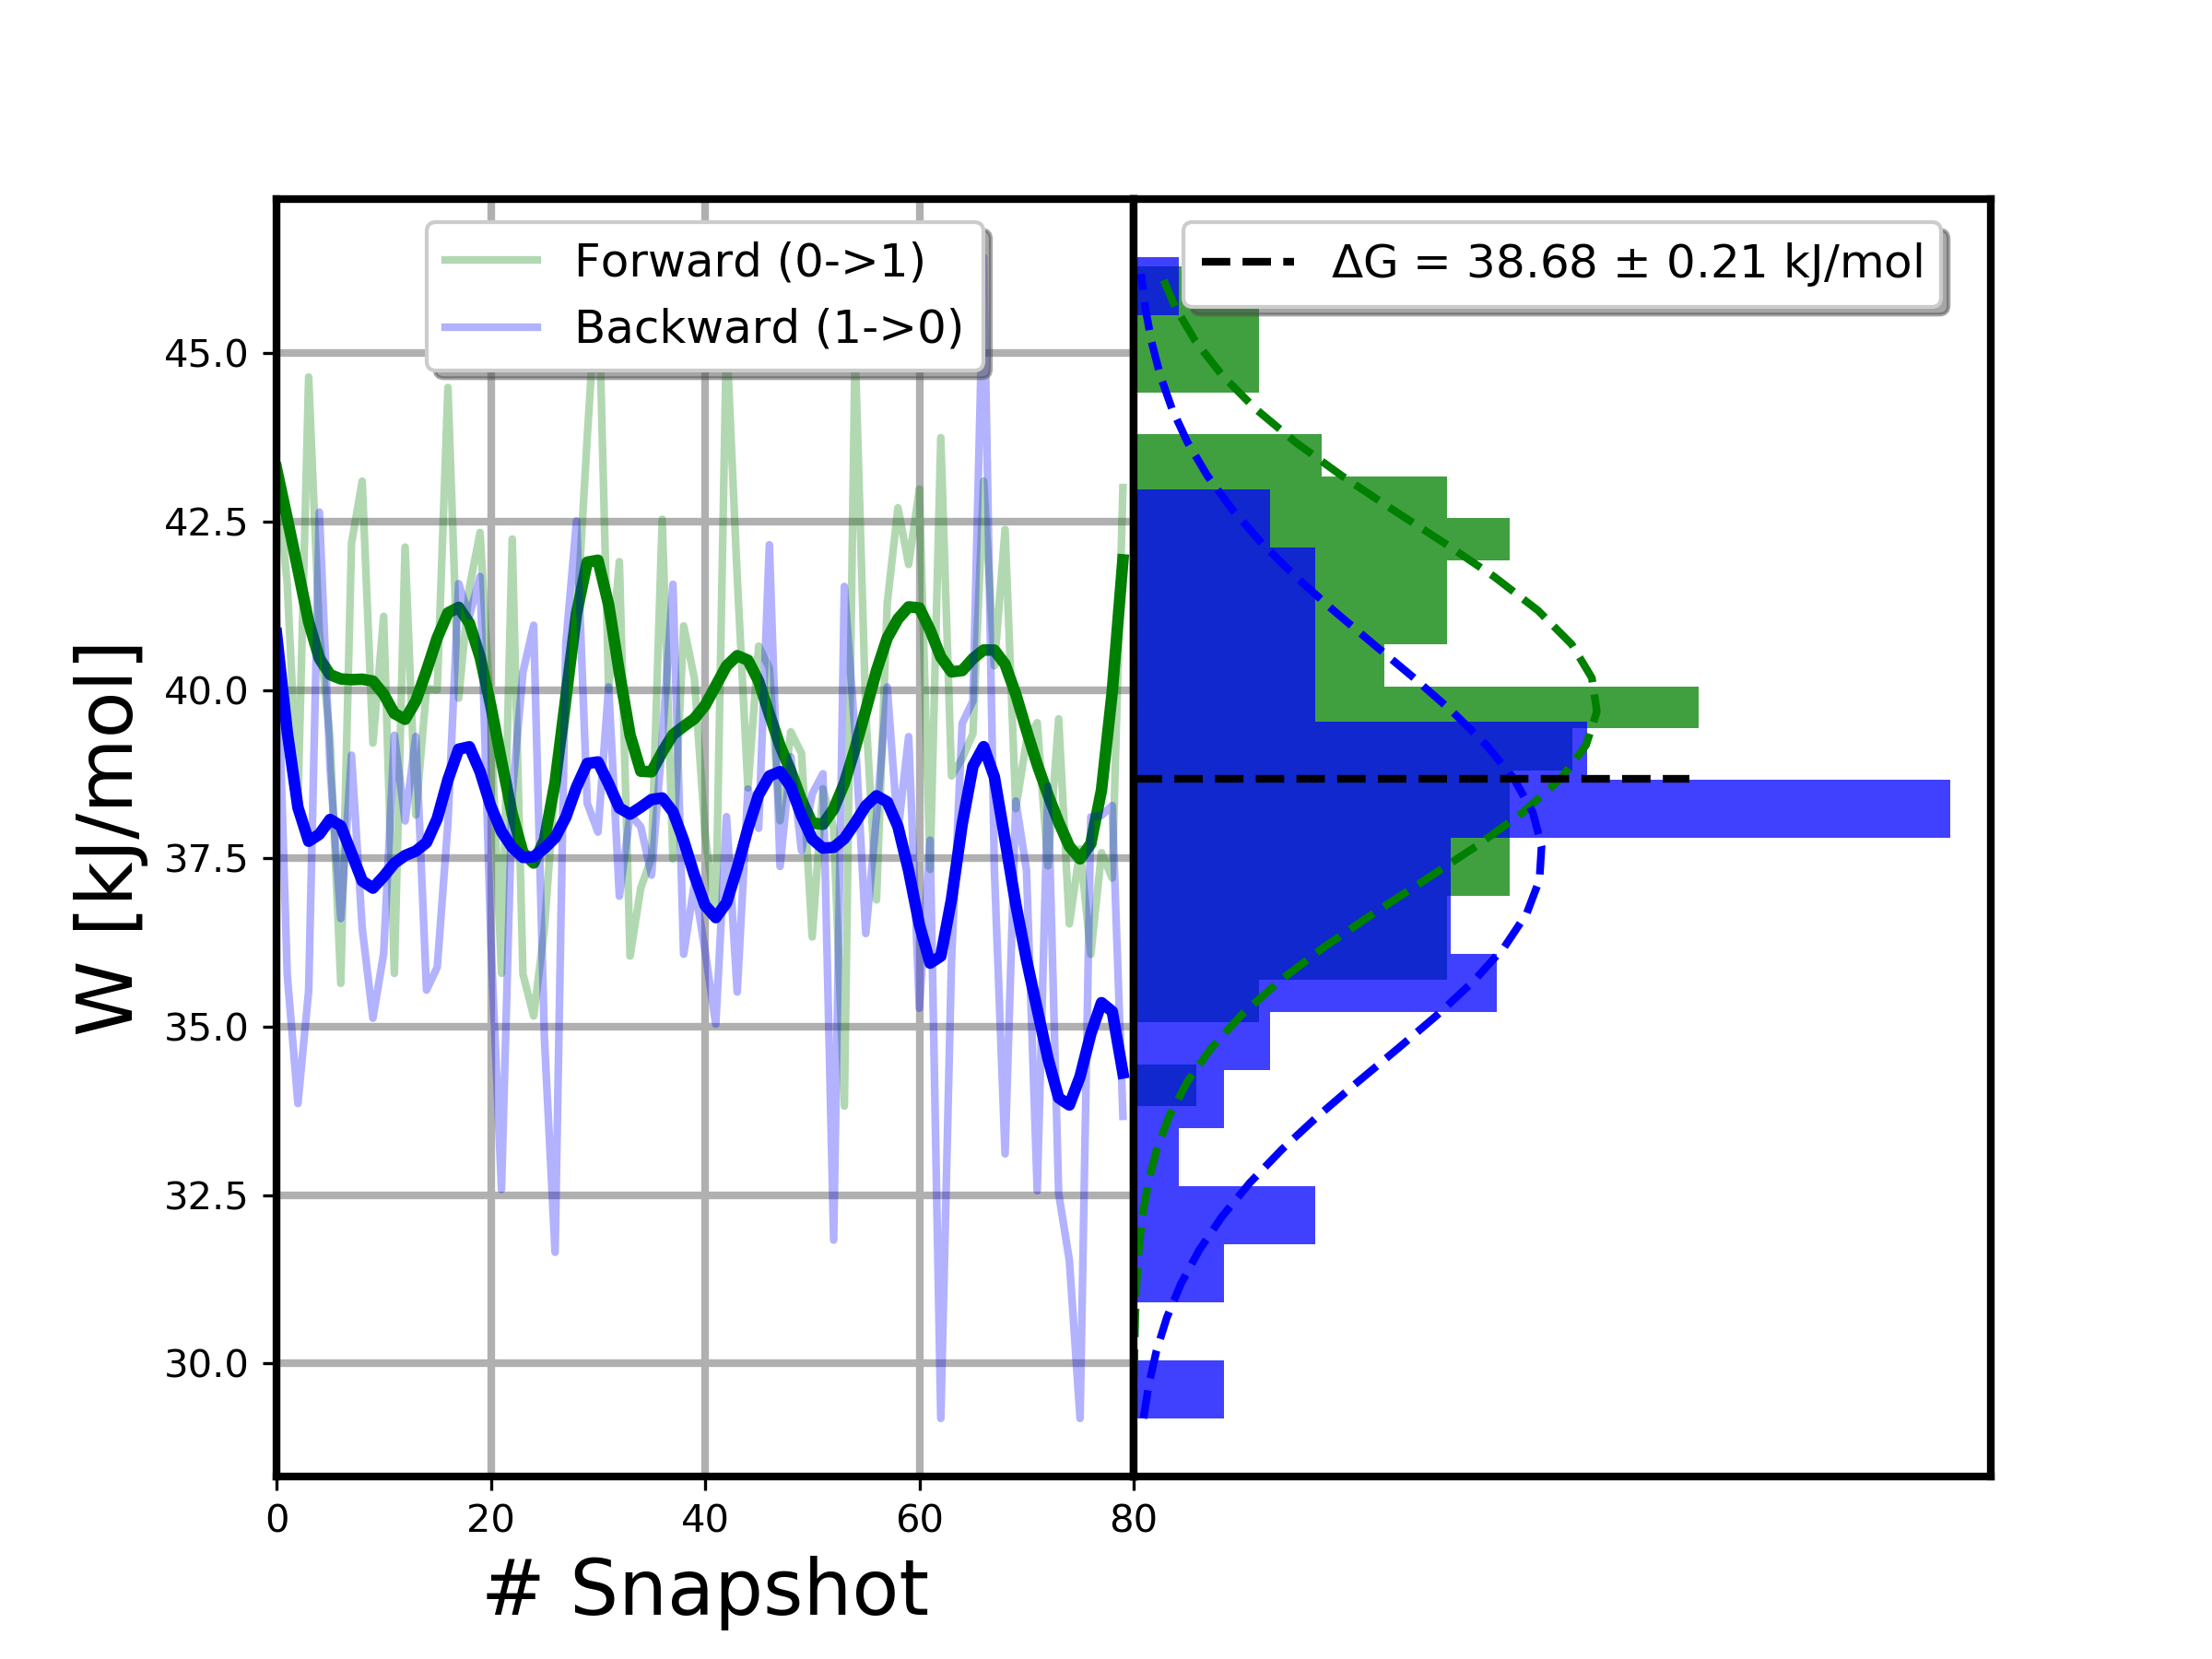 Forward (0->1)
Backward (1->0)
ΔG = 38.68 ± 0.21 kJ/mol
W [kJ/mol]
45.0
42.5
40.0
37.5
35.0
32.5
30.0
0 20 40 60 80
# Snapshot